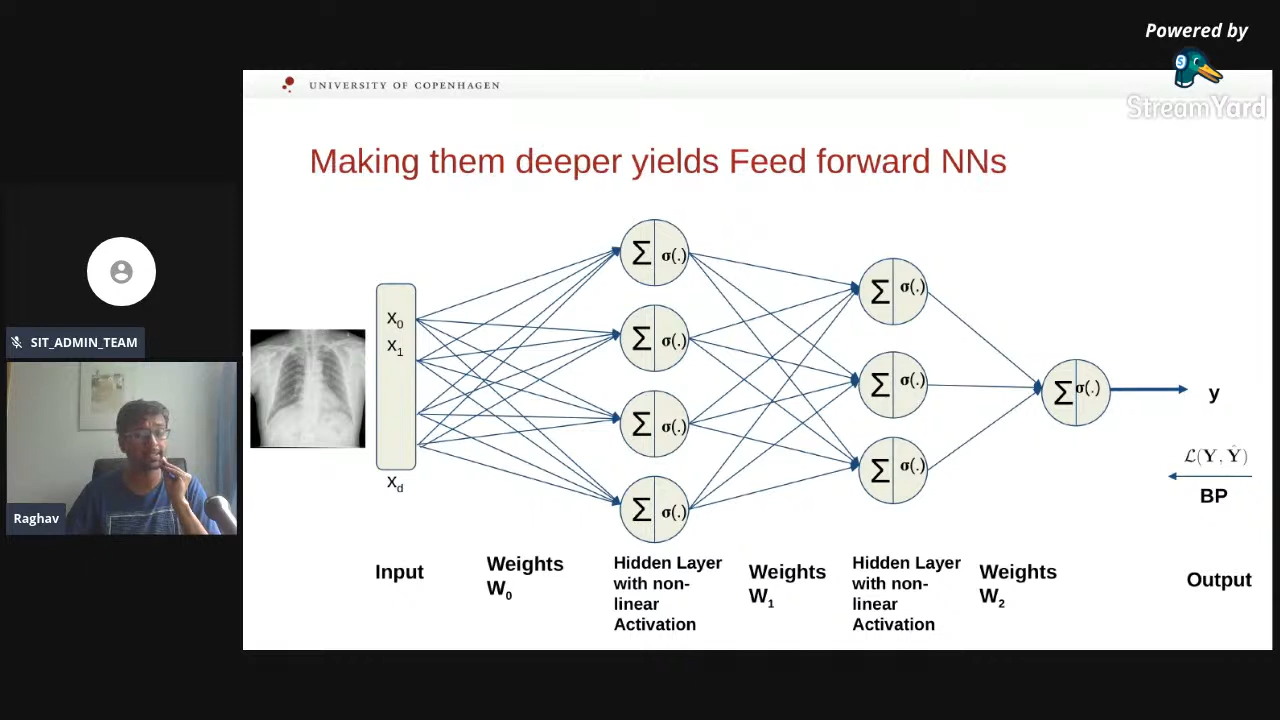 Powered by
StreamYard
UNIVERSITY OF COPENHAGEN
Making them deeper yields Feed forward NNs
x₀
x₁
x_d
Σ σ(.)
Σ σ(.)
Σ σ(.)
Σ σ(.)
Σ σ(.)
Σ σ(.)
Σ σ(.)
Σ σ(.)
y
ℒ(Y, Ŷ)
BP
Input
Weights
W₀
Hidden Layer
with non-
linear
Activation
Weights
W₁
Hidden Layer
with non-
linear
Activation
Weights
W₂
Output
SIT_ADMIN_TEAM
Raghav